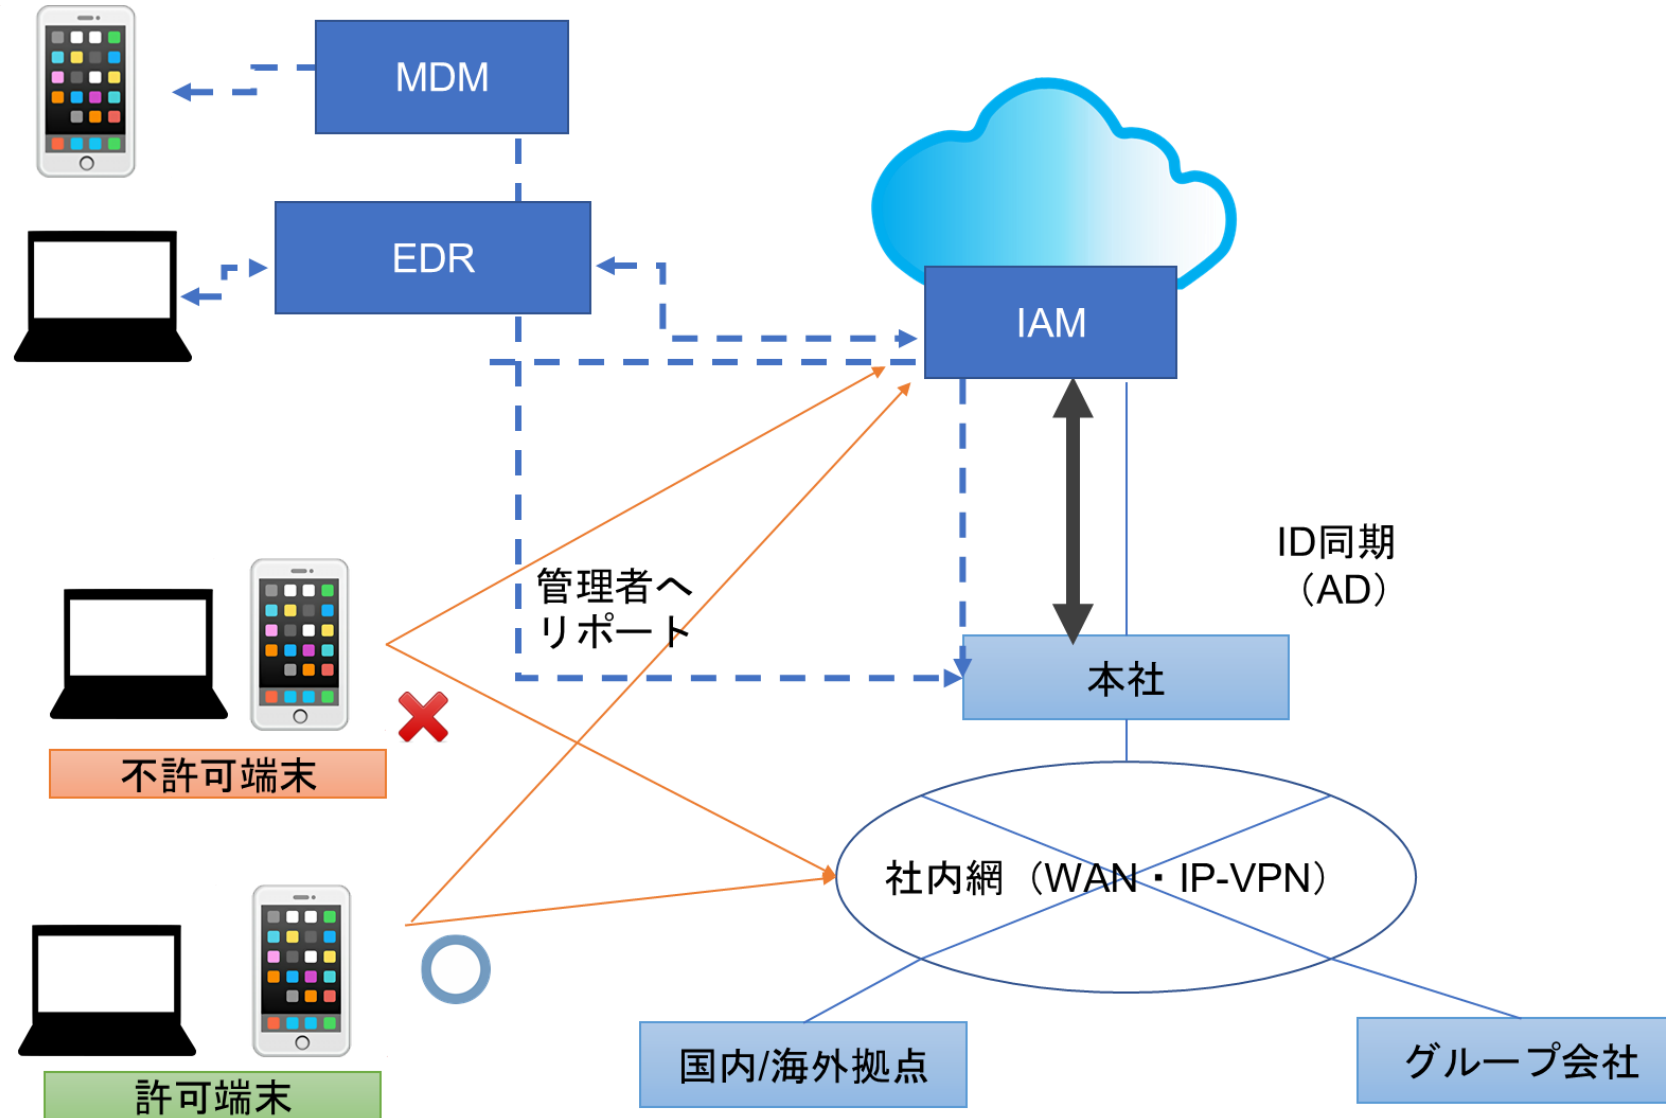 MDM
EDR
IAM
ID同期
（AD）
管理者へ
リポート
本社
不許可端末
社内網（WAN・IP-VPN）
国内/海外拠点
グループ会社
許可端末